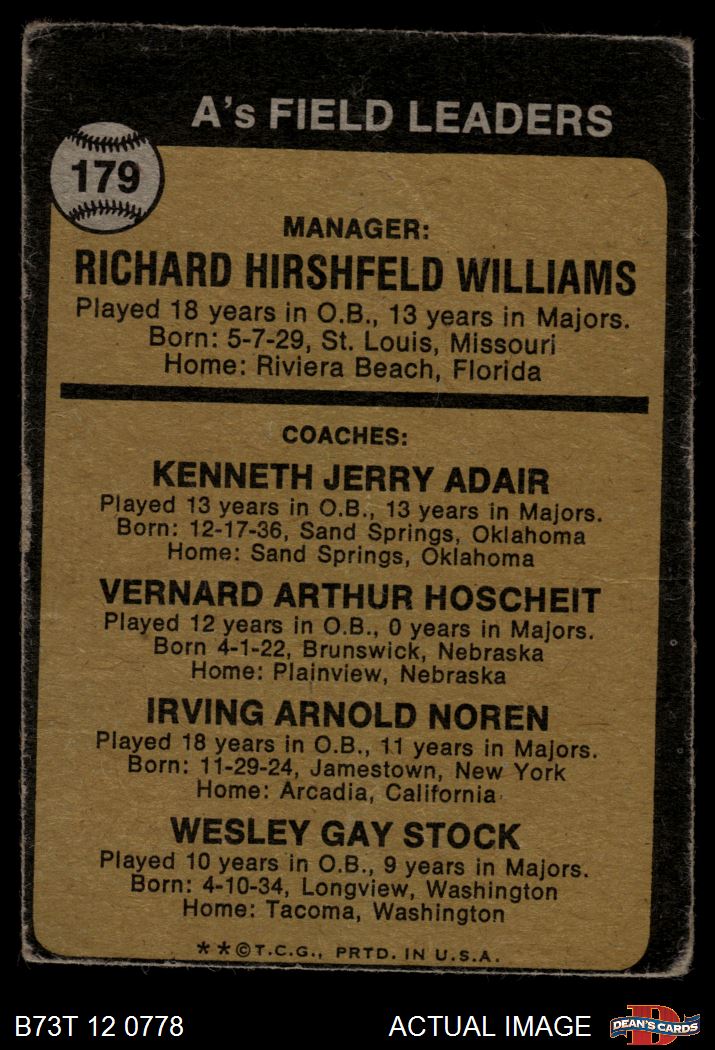 A's FIELD LEADERS
179
MANAGER:
RICHARD HIRSHFELD WILLIAMS
Played 18 years in O.B., 13 years in Majors.
Born: 5-7-29, St. Louis, Missouri
Home: Riviera Beach, Florida
COACHES:
KENNETH JERRY ADAIR
Played 13 years in O.B., 13 years in Majors.
Born: 12-17-36, Sand Springs, Oklahoma
Home: Sand Springs, Oklahoma
VERNARD ARTHUR HOSCHEIT
Played 12 years in O.B., 0 years in Majors.
Born 4-1-22, Brunswick, Nebraska
Home: Plainview, Nebraska
IRVING ARNOLD NOREN
Played 18 years in O.B., 11 years in Majors.
Born: 11-29-24, Jamestown, New York
Home: Arcadia, California
WESLEY GAY STOCK
Played 10 years in O.B., 9 years in Majors.
Born: 4-10-34, Longview, Washington
Home: Tacoma, Washington
**©T.C.G., PRTD. IN U.S.A.
B73T 12 0778
ACTUAL IMAGE
D
DEAN'S CARDS